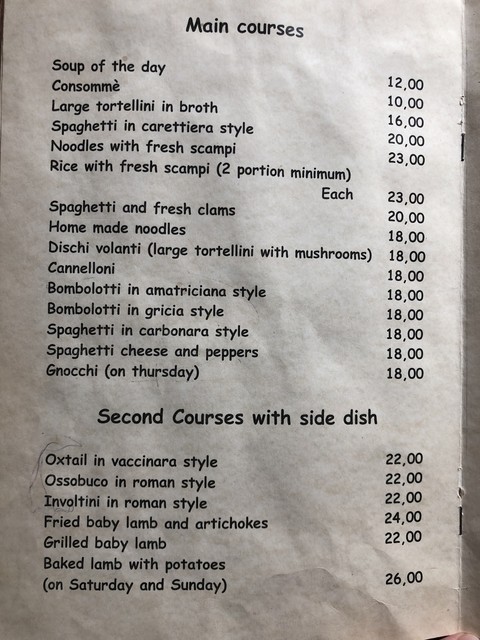 Main courses
Soup of the day 12,00
Consommè 10,00
Large tortellini in broth 16,00
Spaghetti in carettiera style 20,00
Noodles with fresh scampi 23,00
Rice with fresh scampi (2 portion minimum)
Each 23,00
Spaghetti and fresh clams 20,00
Home made noodles 18,00
Dischi volanti (large tortellini with mushrooms) 18,00
Cannelloni 18,00
Bombolotti in amatriciana style 18,00
Bombolotti in gricia style 18,00
Spaghetti in carbonara style 18,00
Spaghetti cheese and peppers 18,00
Gnocchi (on thursday) 18,00
Second Courses with side dish
Oxtail in vaccinara style 22,00
Ossobuco in roman style 22,00
Involtini in roman style 22,00
Fried baby lamb and artichokes 24,00
Grilled baby lamb 22,00
Baked lamb with potatoes
(on Saturday and Sunday) 26,00